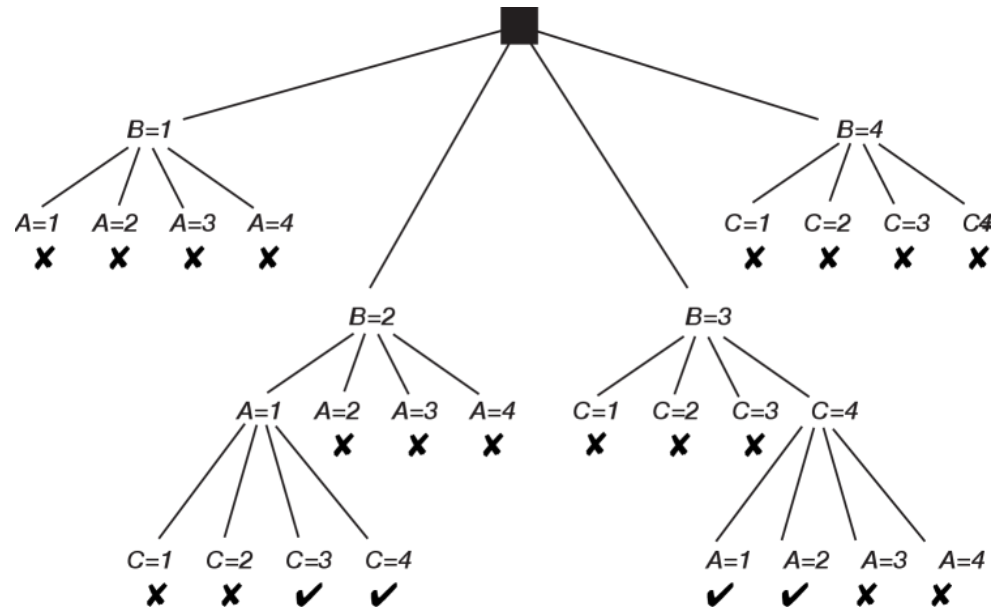 B=1 B=4
A=1 A=2 A=3 A=4 C=1 C=2 C=3 C4
✘ ✘ ✘ ✘ ✘ ✘ ✘ ✘
B=2 B=3
A=1 A=2 A=3 A=4 C=1 C=2 C=3 C=4
✘ ✘ ✘ ✘ ✘ ✘
C=1 C=2 C=3 C=4 A=1 A=2 A=3 A=4
✘ ✘ ✔ ✔ ✔ ✔ ✘ ✘